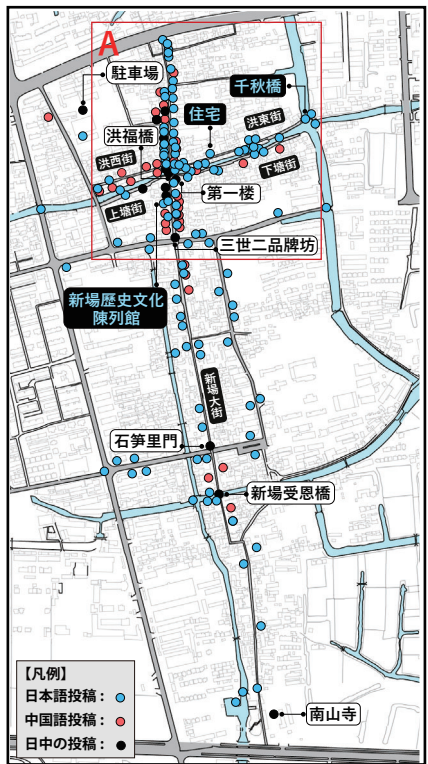 A
駐車場
千秋橋
住宅
洪東街
洪福橋
洪西街
下塘街
第一楼
上塘街
三世二品牌坊
新場歴史文化
陳列館
新場大街
石笋里門
新場受恩橋
【凡例】
日本語投稿：
中国語投稿：
日中の投稿：
南山寺